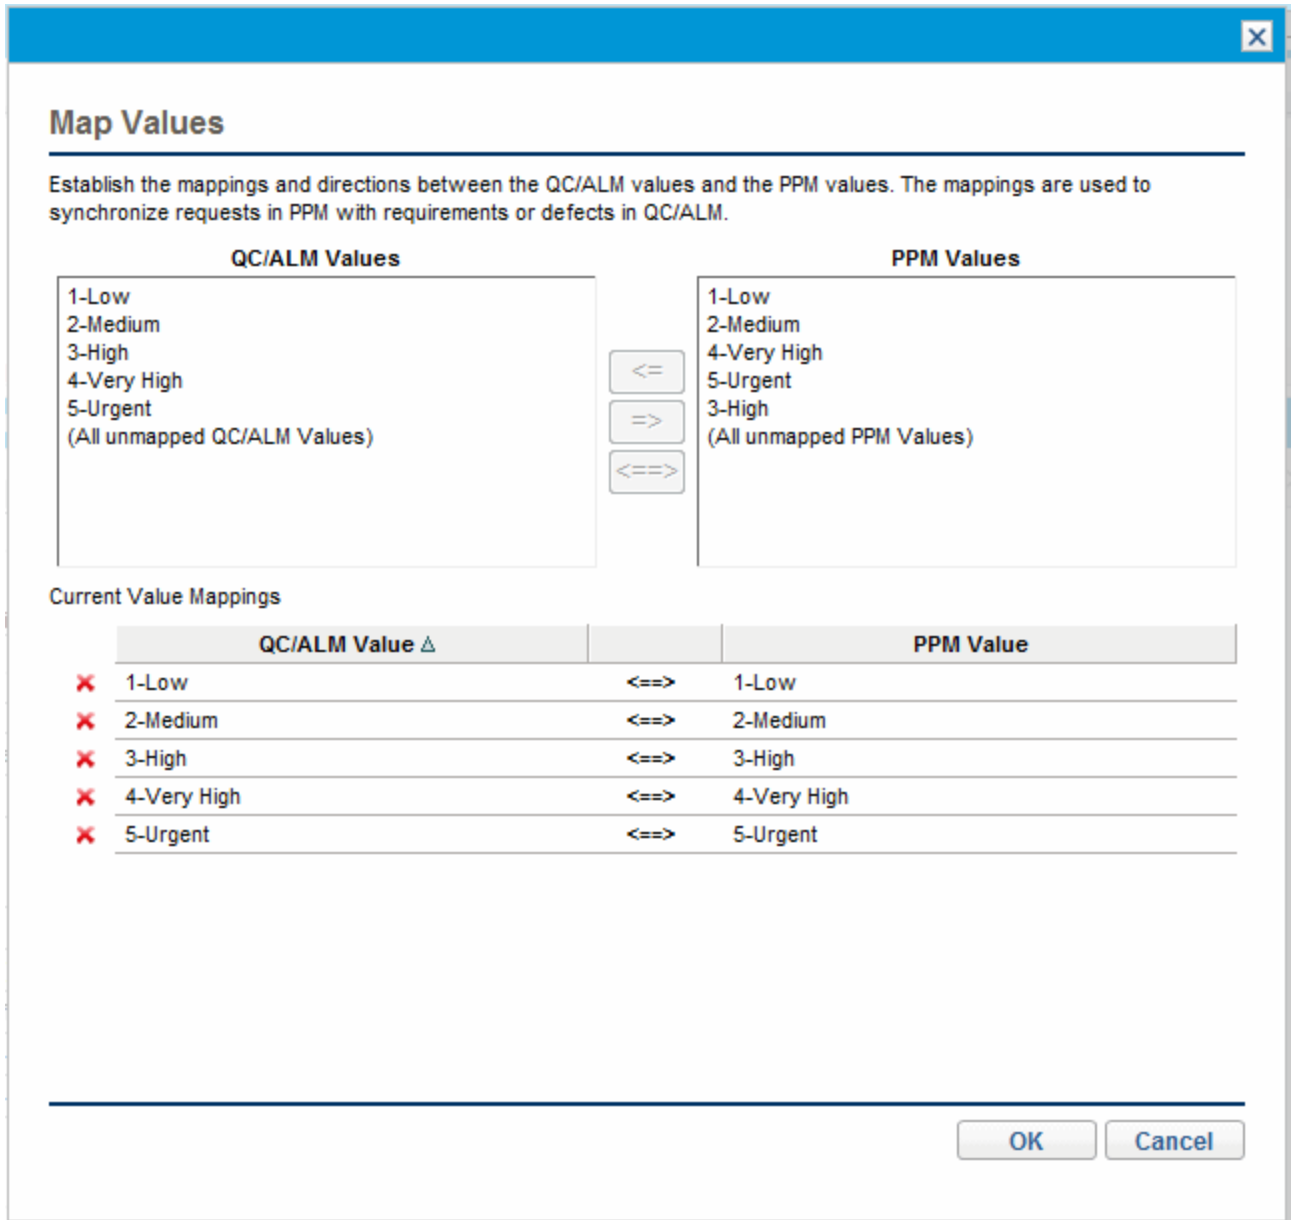 Map Values
Establish the mappings and directions between the QC/ALM values and the PPM values. The mappings are used to
synchronize requests in PPM with requirements or defects in QC/ALM.
QC/ALM Values
1-Low
2-Medium
3-High
4-Very High
5-Urgent
(All unmapped QC/ALM Values)
<=
=>
<==>
PPM Values
1-Low
2-Medium
4-Very High
5-Urgent
3-High
(All unmapped PPM Values)
Current Value Mappings
QC/ALM Value PPM Value
1-Low <==> 1-Low
2-Medium <==> 2-Medium
3-High <==> 3-High
4-Very High <==> 4-Very High
5-Urgent <==> 5-Urgent
OK Cancel